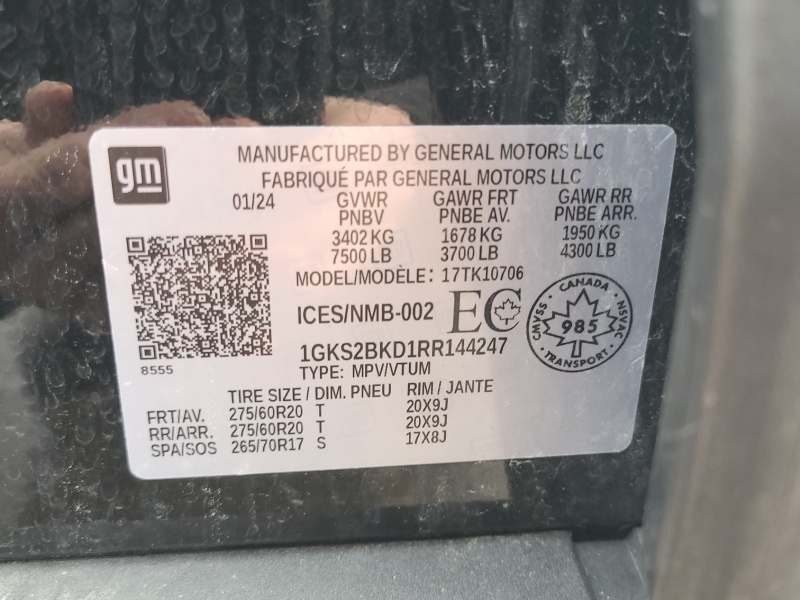 gm
MANUFACTURED BY GENERAL MOTORS LLC
FABRIQUÉ PAR GENERAL MOTORS LLC
01/24 GVWR GAWR FRT GAWR RR
PNBV PNBE AV. PNBE ARR.
3402 KG 1678 KG 1950 KG
7500 LB 3700 LB 4300 LB
MODEL/MODÈLE: 17TK10706
ICES/NMB-002 EC
CANADA
CMVSS 985 NSVAC
TRANSPORT
1GKS2BKD1RR144247
8555 TYPE: MPV/VTUM
TIRE SIZE / DIM. PNEU RIM / JANTE
FRT/AV. 275/60R20 T 20X9J
RR/ARR. 275/60R20 T 20X9J
SPA/SOS 265/70R17 S 17X8J